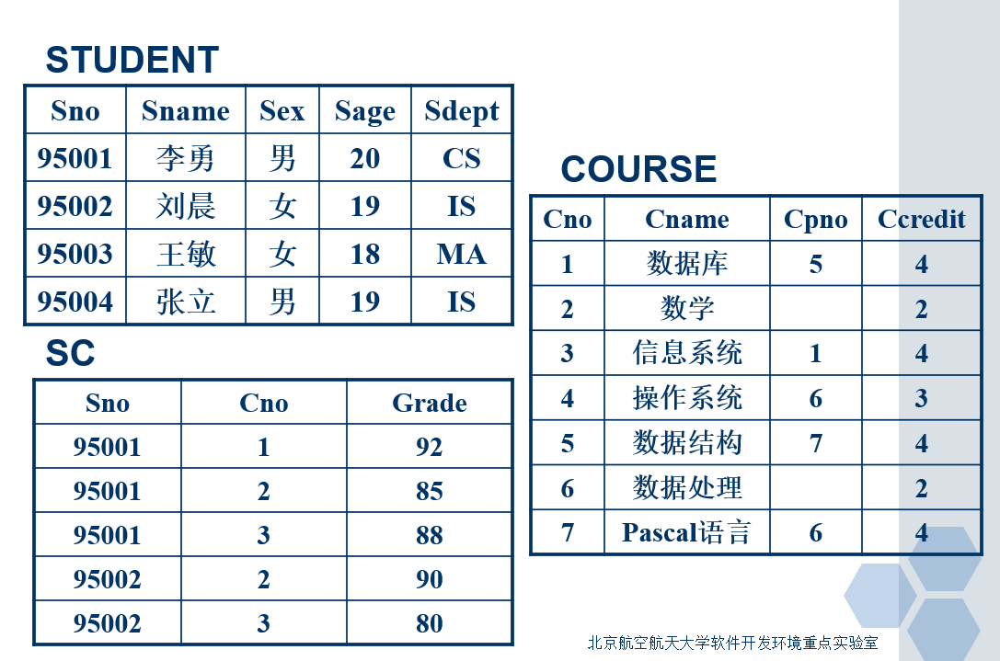 STUDENT
Sno Sname Sex Sage Sdept
95001 李勇 男 20 CS
95002 刘晨 女 19 IS
95003 王敏 女 18 MA
95004 张立 男 19 IS
SC
Sno Cno Grade
95001 1 92
95001 2 85
95001 3 88
95002 2 90
95002 3 80
COURSE
Cno Cname Cpno Ccredit
1 数据库 5 4
2 数学 2
3 信息系统 1 4
4 操作系统 6 3
5 数据结构 7 4
6 数据处理 2
7 Pascal语言 6 4
北京航空航天大学软件开发环境重点实验室